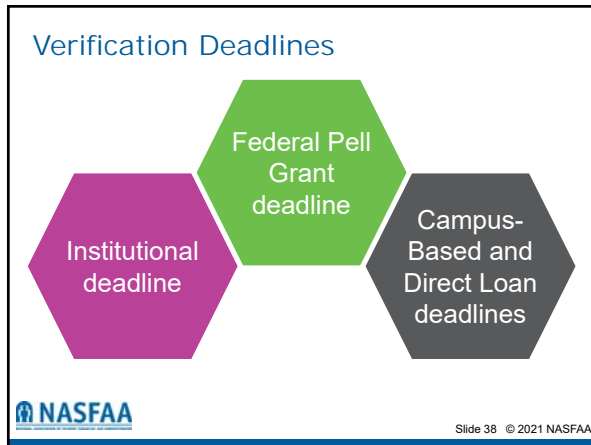 Verification Deadlines
Federal Pell
Grant
deadline
Institutional
deadline
Campus-
Based and
Direct Loan
deadlines
NASFAA
Slide 38 © 2021 NASFAA